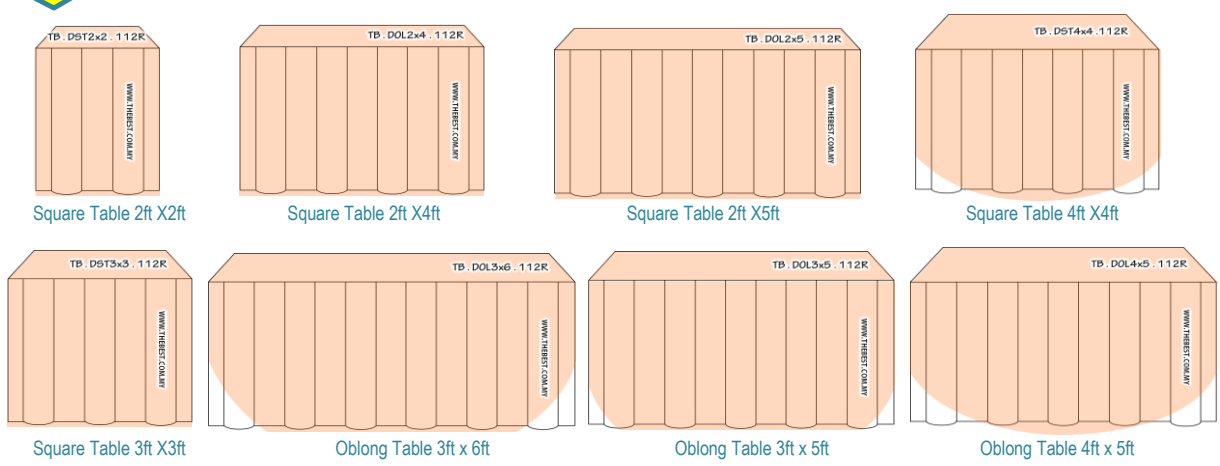 TB . DST2x2 . 112R
TB . DOL2x4 . 112R
TB . DOL2x5 . 112R
TB . DST4x4 . 112R
WWW.THEBEST.COM.MY
WWW.THEBEST.COM.MY
WWW.THEBEST.COM.MY
WWW.THEBEST.COM.MY
Square Table 2ft X2ft
Square Table 2ft X4ft
Square Table 2ft X5ft
Square Table 4ft X4ft
TB . DST3x3 . 112R
TB . DOL3x6 . 112R
TB . DOL3x5 . 112R
TB . DOL4x5 . 112R
WWW.THEBEST.COM.MY
WWW.THEBEST.COM.MY
WWW.THEBEST.COM.MY
WWW.THEBEST.COM.MY
Square Table 3ft X3ft
Oblong Table 3ft x 6ft
Oblong Table 3ft x 5ft
Oblong Table 4ft x 5ft